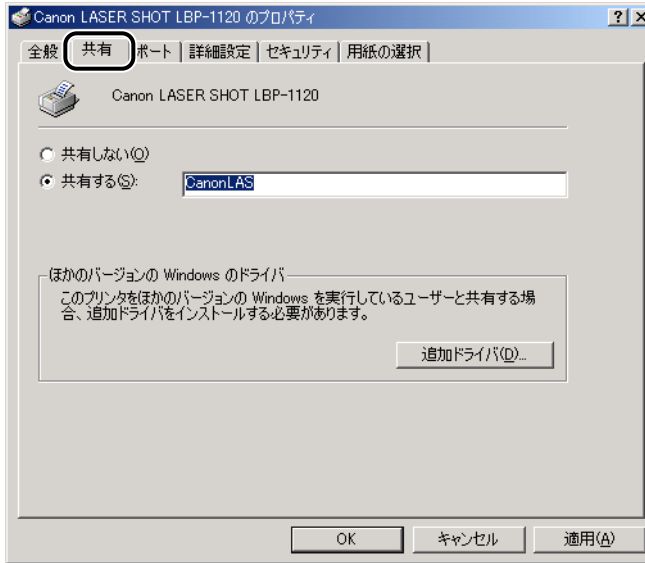 Canon LASER SHOT LBP-1120 のプロパティ
全般 共有 ポート 詳細設定 セキュリティ 用紙の選択
Canon LASER SHOT LBP-1120
共有しない(O)
共有する(S): CanonLAS
ほかのバージョンの Windows のドライバ
このプリンタをほかのバージョンの Windows を実行しているユーザーと共有する場
合、追加ドライバをインストールする必要があります。
追加ドライバ(D)...
OK キャンセル 適用(A)